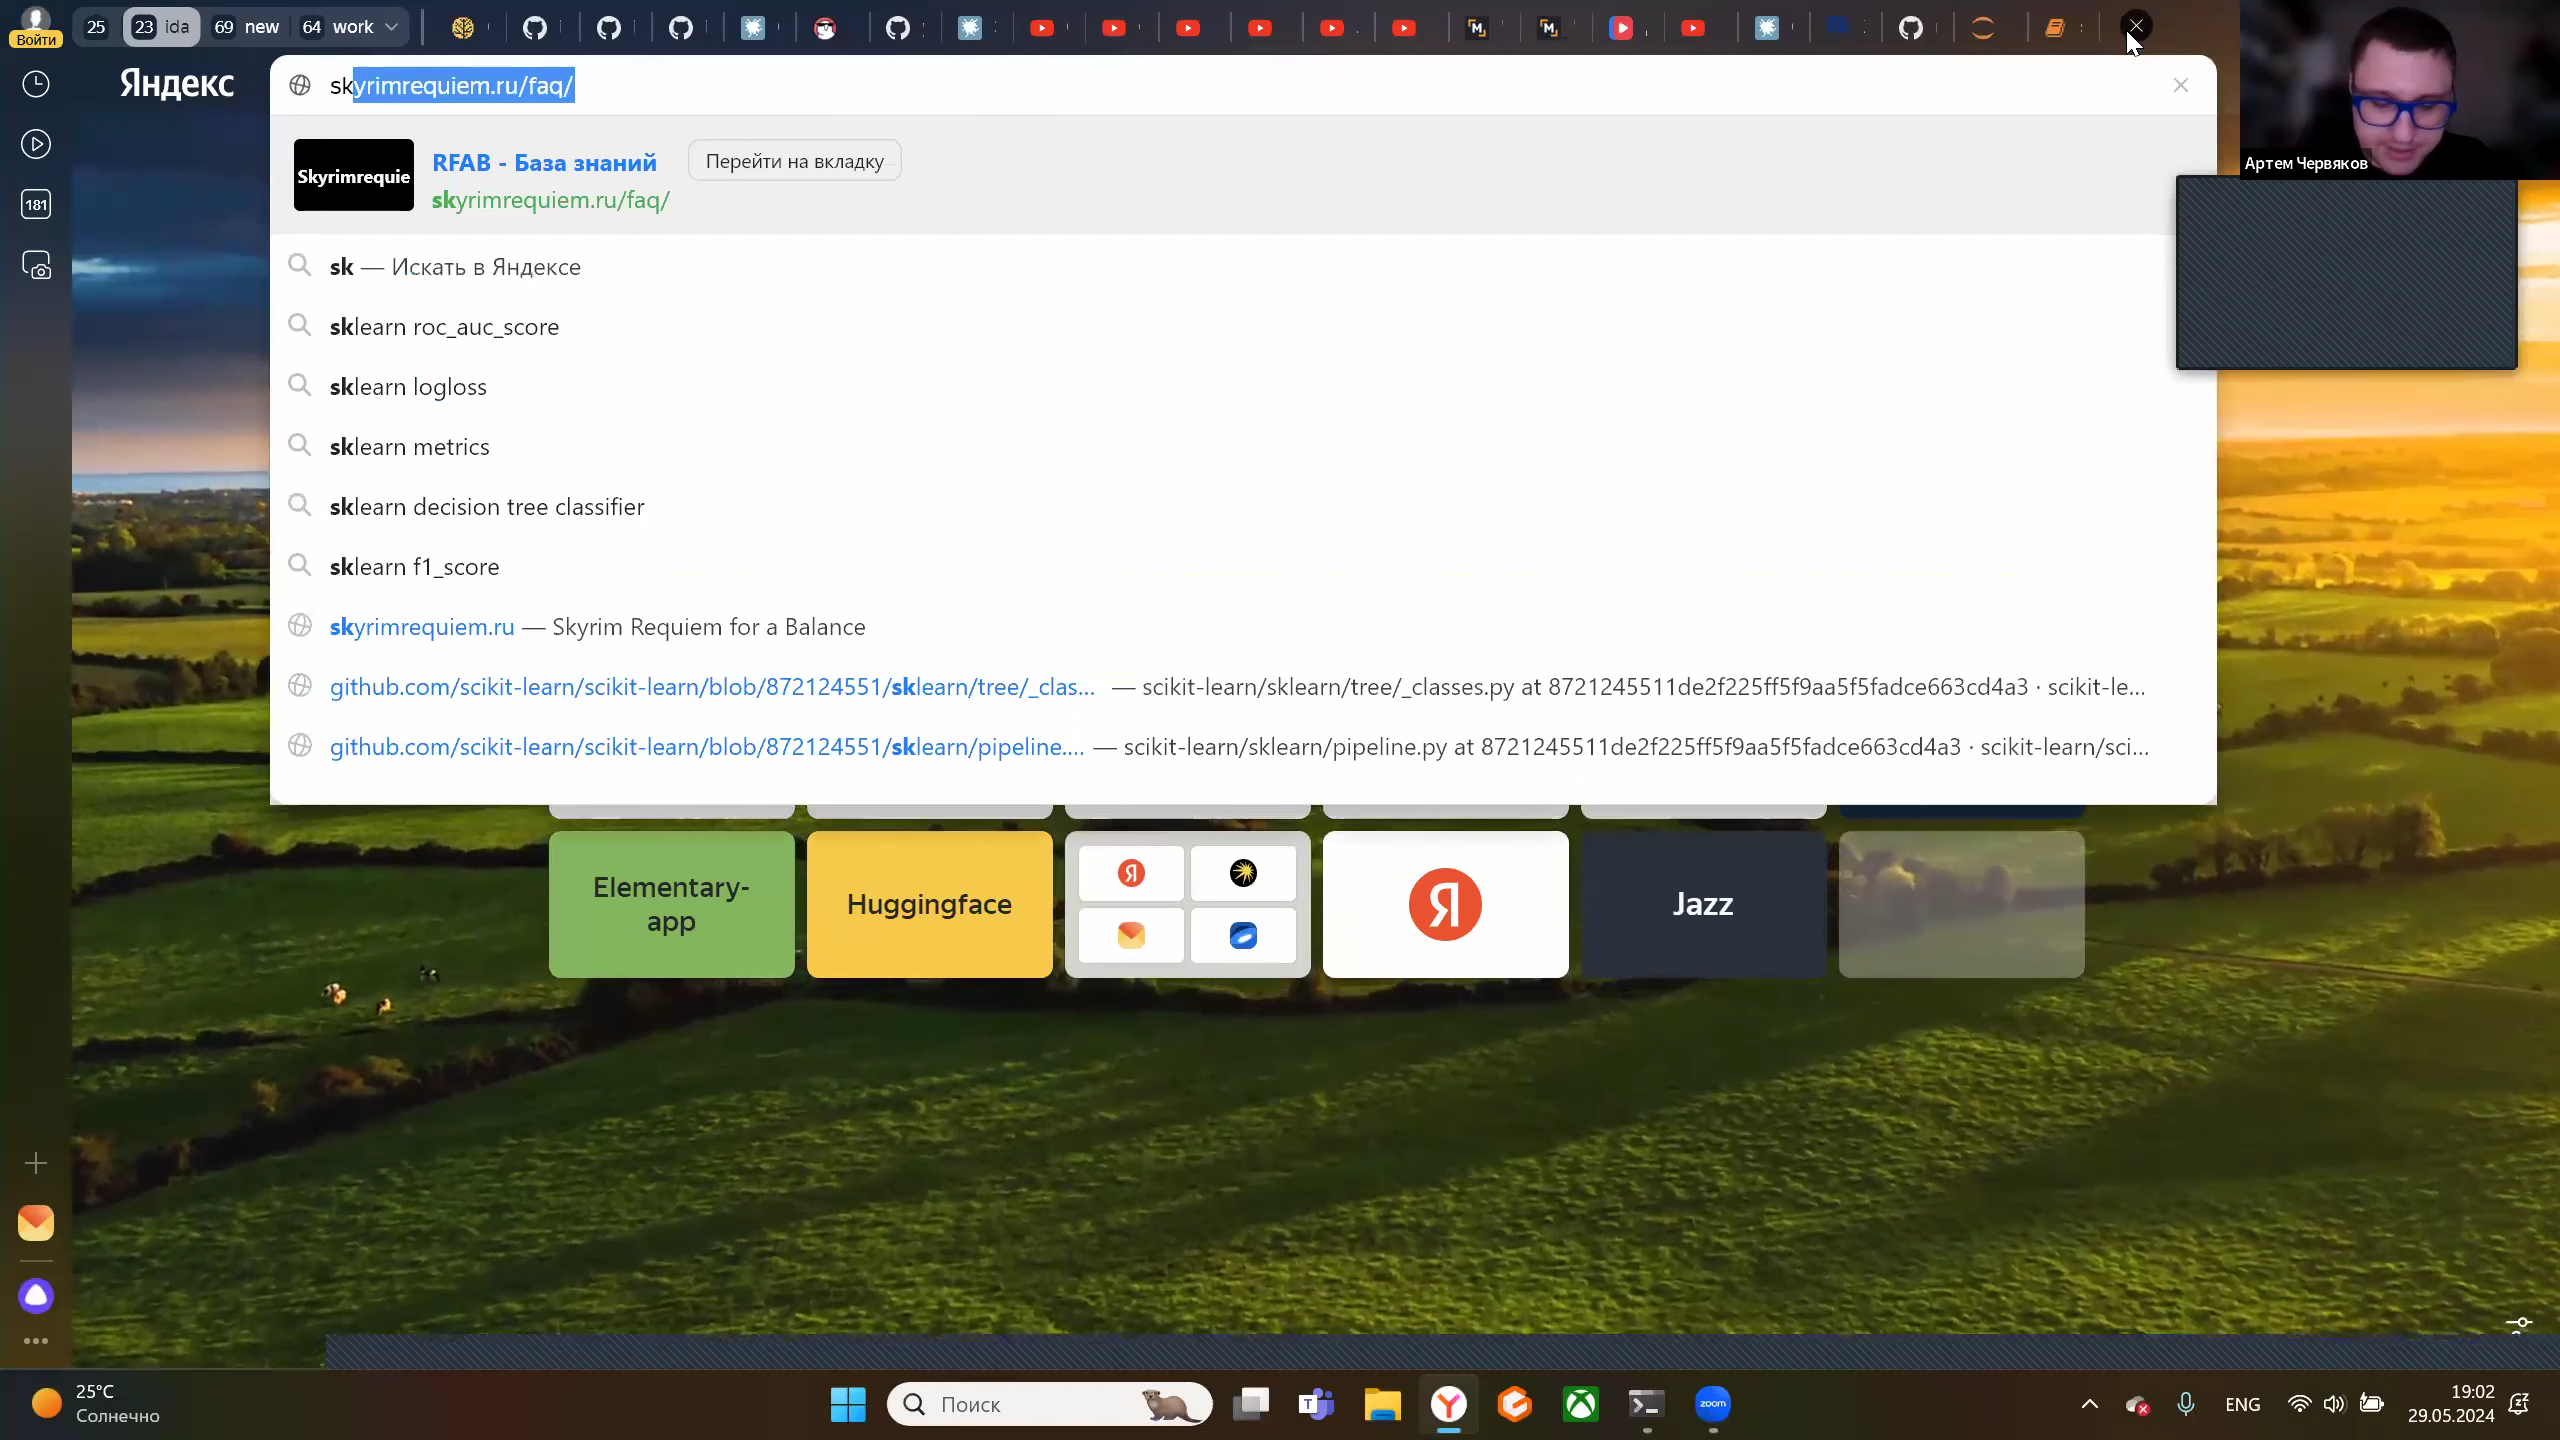 Войти
25
23 ida
69 new
64 work
Яндекс
skyrimrequiem.ru/faq/
Skyrimrequie
RFAB - База знаний
Перейти на вкладку
skyrimrequiem.ru/faq/
Артем Червяков
181
sk — Искать в Яндексе
sklearn roc_auc_score
sklearn logloss
sklearn metrics
sklearn decision tree classifier
sklearn f1_score
skyrimrequiem.ru — Skyrim Requiem for a Balance
github.com/scikit-learn/scikit-learn/blob/872124551/sklearn/tree/_clas... — scikit-learn/sklearn/tree/_classes.py at 8721245511de2f225ff5f9aa5f5fadce663cd4a3 · scikit-le...
github.com/scikit-learn/scikit-learn/blob/872124551/sklearn/pipeline.... — scikit-learn/sklearn/pipeline.py at 8721245511de2f225ff5f9aa5f5fadce663cd4a3 · scikit-learn/sci...
Elementary-
app
Huggingface
Я
Я
Jazz
25°C
Солнечно
Поиск
zoom
ENG
19:02
29.05.2024